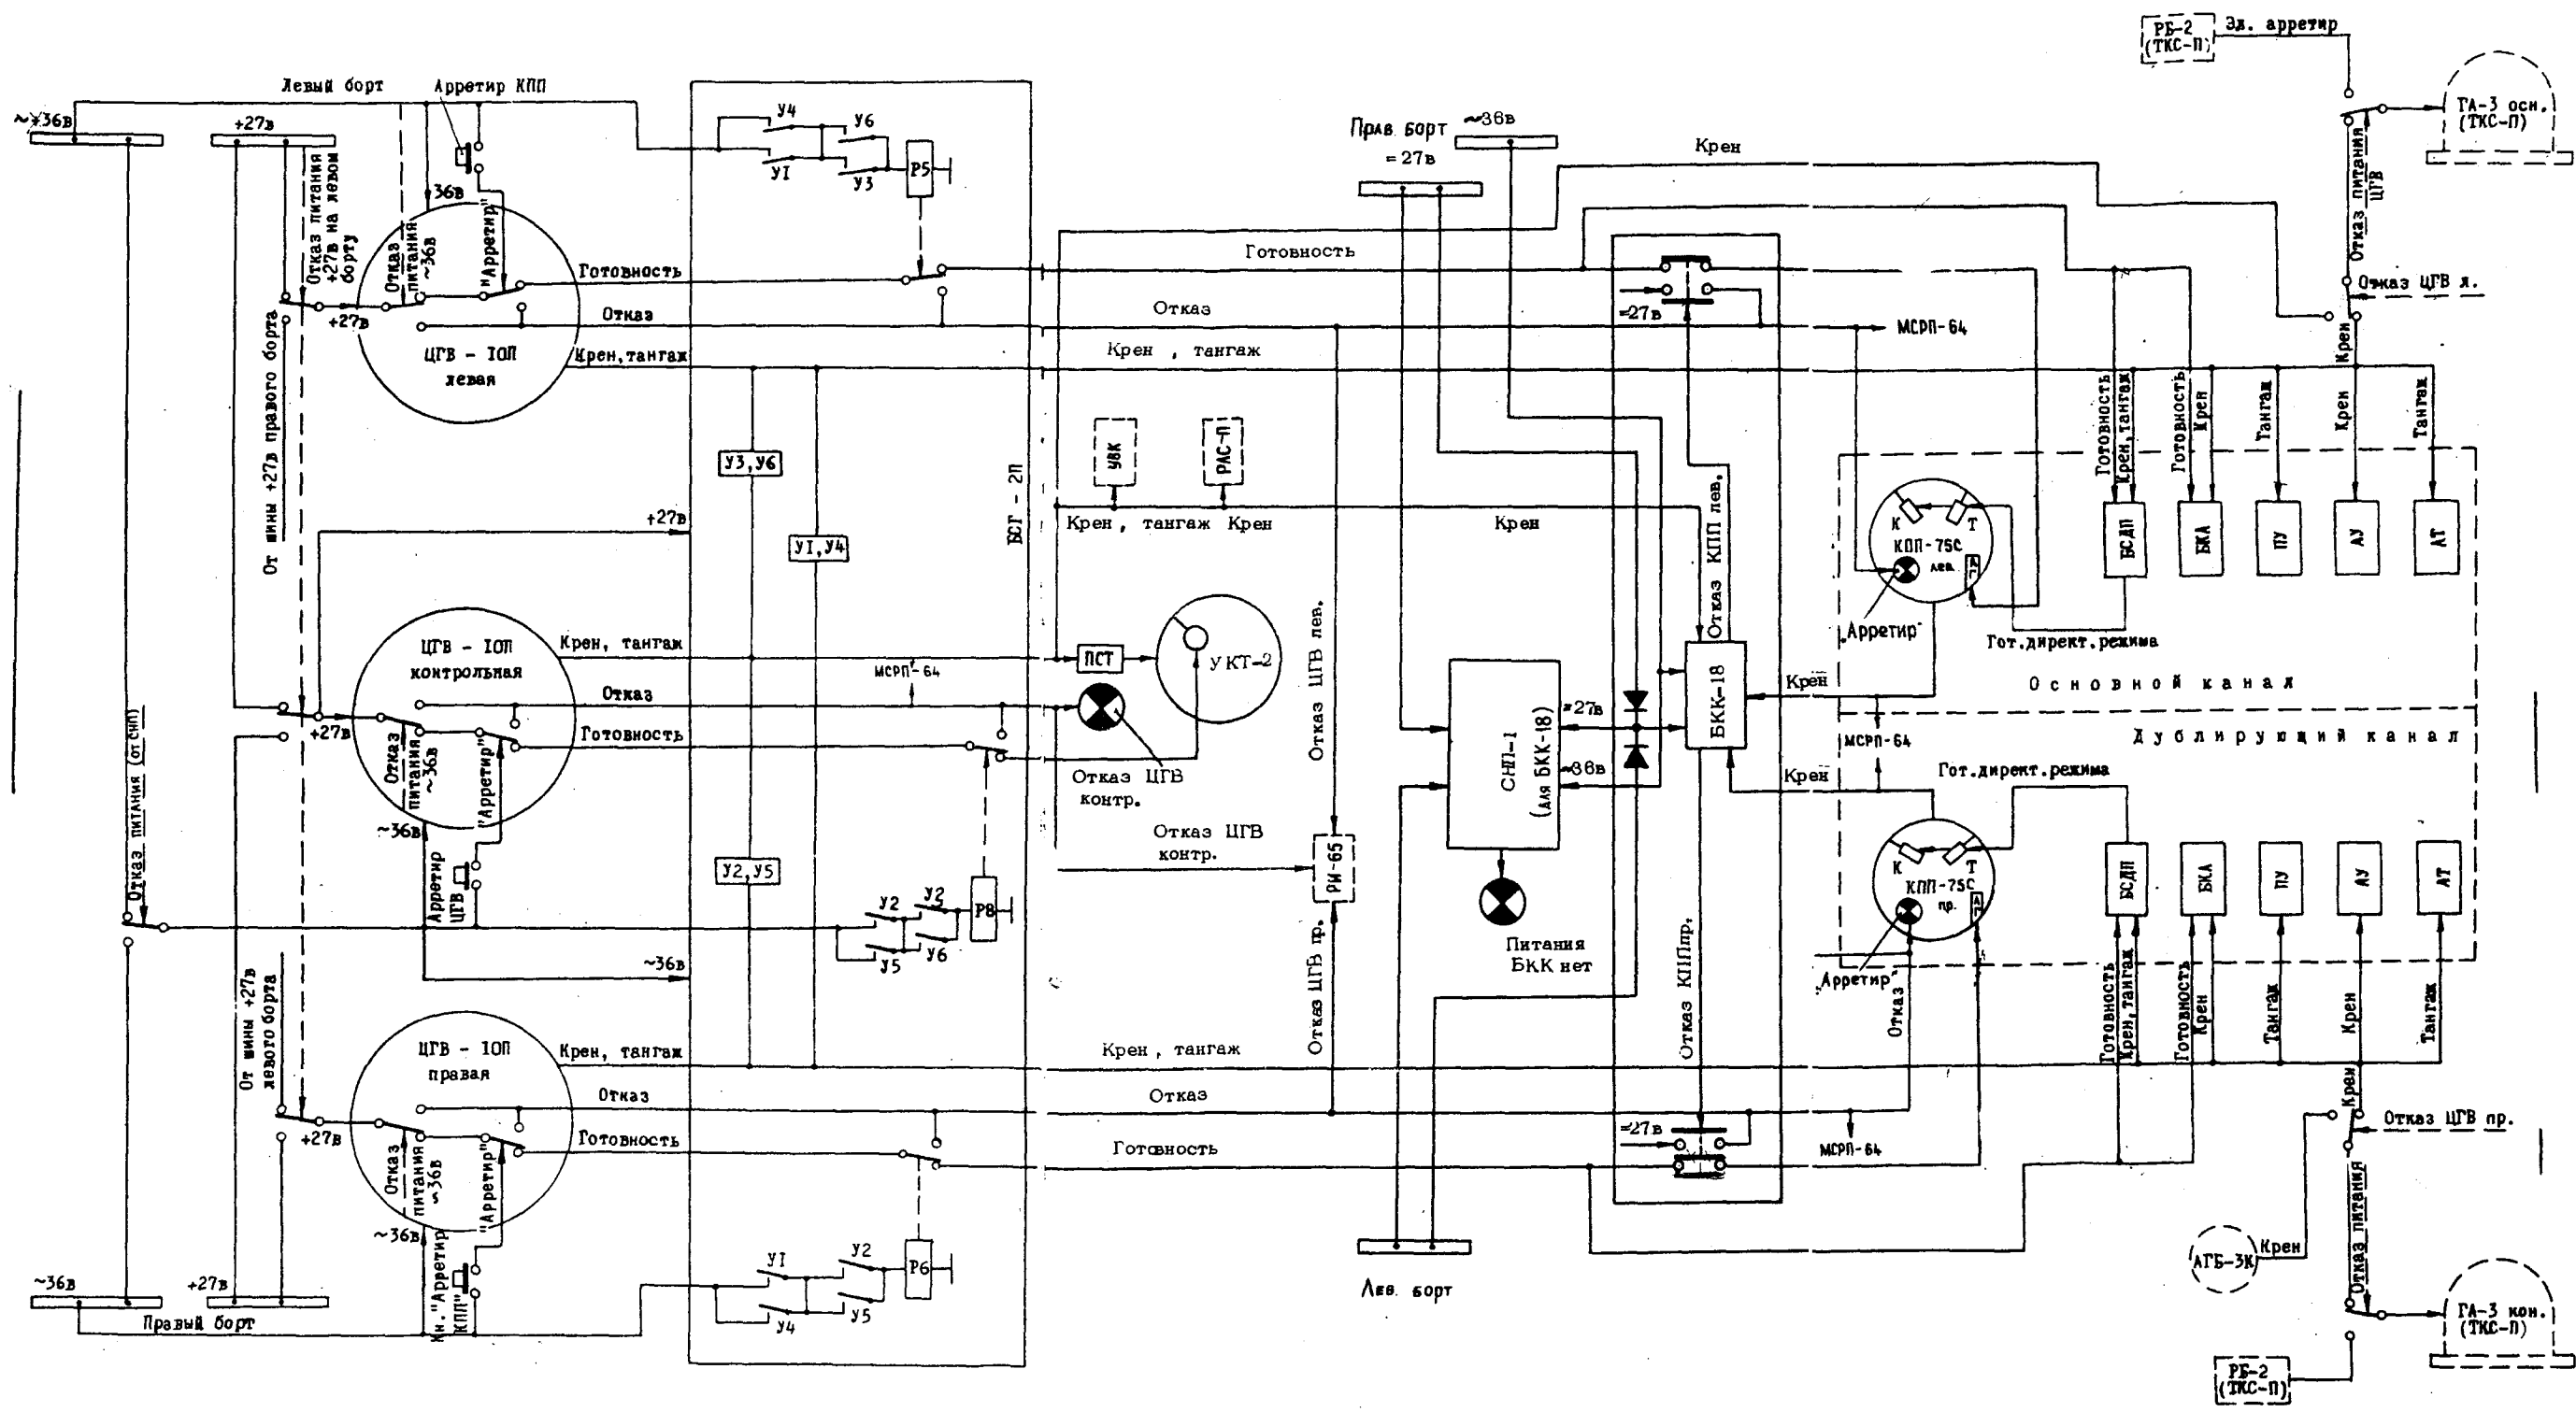 РБ-2
(ТКС-П)
Эл. арретир
ГА-3 осн.
(ТКС-П)
Отказ питания
ЦГВ
Отказ ЦГВ л.
Левый борт
Арретир КПП
~36в
+27в
Отказ питания
+27в на левом
борту
36в
Отказ
питания
~36в
"Арретир"
+27в
ЦГВ - IОП
левая
От шины +27в правого борта
Готовность
Отказ
Крен,тангаж
У4
У6
УI
У3
Р5
У3,У6
УI,У4
У2,У5
БСГ - 2П
+27в
ЦГВ - IОП
контрольная
Крен, тангаж
Отказ
Готовность
+27в
Отказ
питания
~36в
"Арретир"
~36в
Арретир
ЦГВ
Отказ питания (от СНП)
МСРП-64
У2
У5
У5
У6
Р8
~36в
От шины +27в
левого борта
ЦГВ - IОП
правая
Крен, тангаж
Отказ
Готовность
+27в
Отказ
питания
~36в
"Арретир"
~36в
Кн."Арретир
КПП"
~36в
+27в
Правый борт
УI
У2
У4
У5
Р6
Прав. борт
=27в
~36в
Крен
Готовность
Отказ
Крен , тангаж
УВК
РАС-П
Крен , тангаж
Крен
Крен
ПСТ
УКТ-2
Отказ ЦГВ
контр.
Отказ ЦГВ
контр.
Отказ ЦГВ лев.
РИ-65
Отказ ЦГВ пр.
СНП-1
(для БКК-18)
=27в
~36в
Питания
БКК нет
БКК-18
Отказ КПП лев.
Отказ КПП пр.
=27в
=27в
Крен , тангаж
Отказ
Готовность
Лев. борт
МСРП-64
К
Т
КПП-75С
лев.
АГ
"Арретир"
Крен
МСРП-64
Крен
Гот.директ.режима
Основной канал
Дублирующий канал
Гот.директ.режима
К
Т
КПП-75С
пр.
АГ
"Арретир"
Отказ
МСРП-64
Готовность
Крен,тангаж
Готовность
Крен
Тангаж
Крен
Крен
Тангаж
БСДП
БКА
ПУ
АУ
АТ
БСДП
БКА
ПУ
АУ
АТ
Готовность
Крен,тангаж
Готовность
Крен
Тангаж
Крен
Тангаж
Крен
Отказ ЦГВ пр.
АГБ-3К
Крен
Отказ питания
ГА-3 кон.
(ТКС-П)
РБ-2
(ТКС-П)